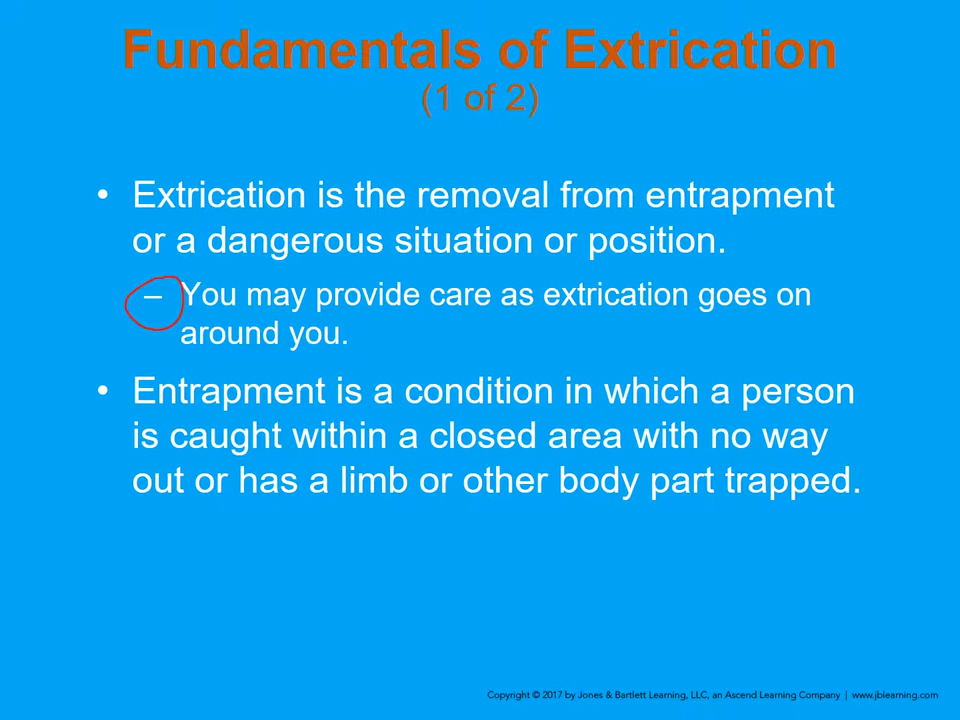 Fundamentals of Extrication
(1 of 2)
• Extrication is the removal from entrapment
or a dangerous situation or position.
– You may provide care as extrication goes on
around you.
• Entrapment is a condition in which a person
is caught within a closed area with no way
out or has a limb or other body part trapped.
Copyright © 2017 by Jones & Bartlett Learning, LLC, an Ascend Learning Company | www.jblearning.com